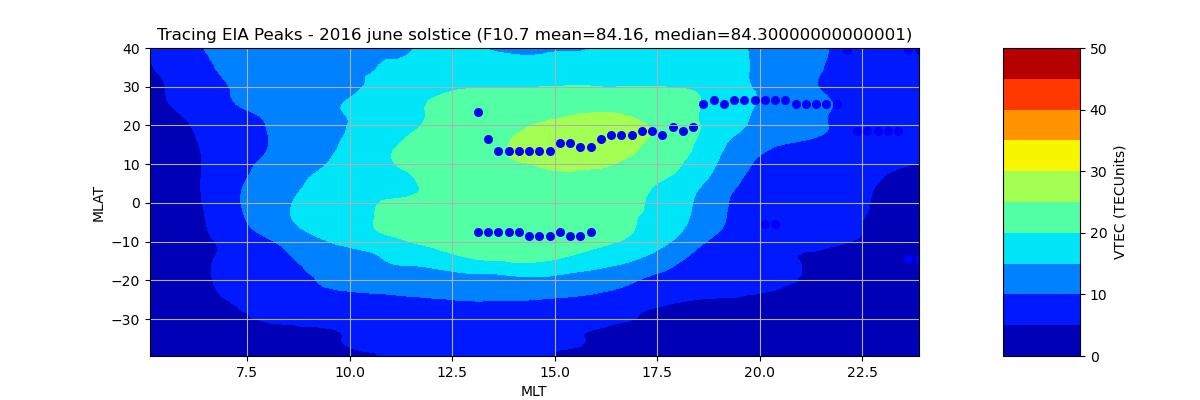 Tracing EIA Peaks - 2016 june solstice (F10.7 mean=84.16, median=84.30000000000001)
40
30
20
10
0
−10
−20
−30
MLAT
7.5 10.0 12.5 15.0 17.5 20.0 22.5
MLT
50
40
30
20
10
0
VTEC (TECUnits)